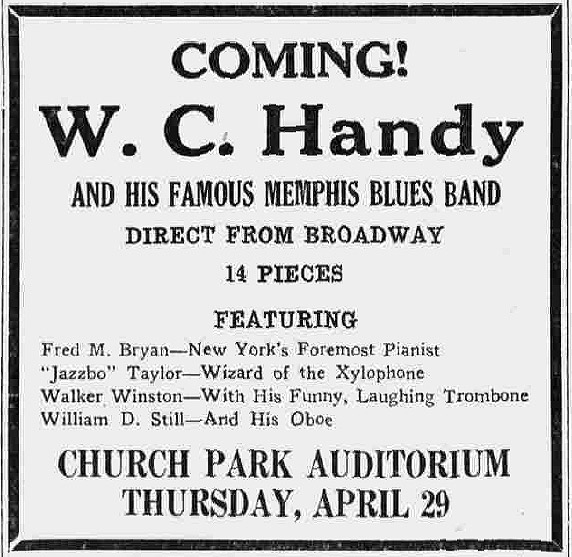 COMING!
W. C. Handy
AND HIS FAMOUS MEMPHIS BLUES BAND
DIRECT FROM BROADWAY
14 PIECES
FEATURING
Fred M. Bryan—New York's Foremost Pianist
"Jazzbo" Taylor—Wizard of the Xylophone
Walker Winston—With His Funny, Laughing Trombone
William D. Still—And His Oboe
CHURCH PARK AUDITORIUM
THURSDAY, APRIL 29